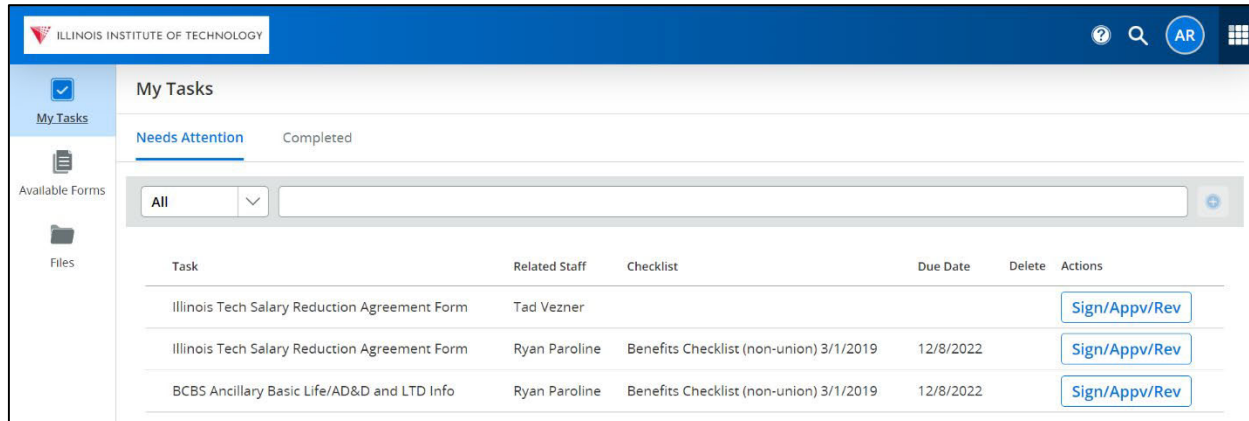 ILLINOIS INSTITUTE OF TECHNOLOGY
AR
My Tasks
My Tasks
Needs Attention Completed
Available Forms
All
Files
Task Related Staff Checklist Due Date Delete Actions
Illinois Tech Salary Reduction Agreement Form Tad Vezner Sign/Appv/Rev
Illinois Tech Salary Reduction Agreement Form Ryan Paroline Benefits Checklist (non-union) 3/1/2019 12/8/2022 Sign/Appv/Rev
BCBS Ancillary Basic Life/AD&D and LTD Info Ryan Paroline Benefits Checklist (non-union) 3/1/2019 12/8/2022 Sign/Appv/Rev